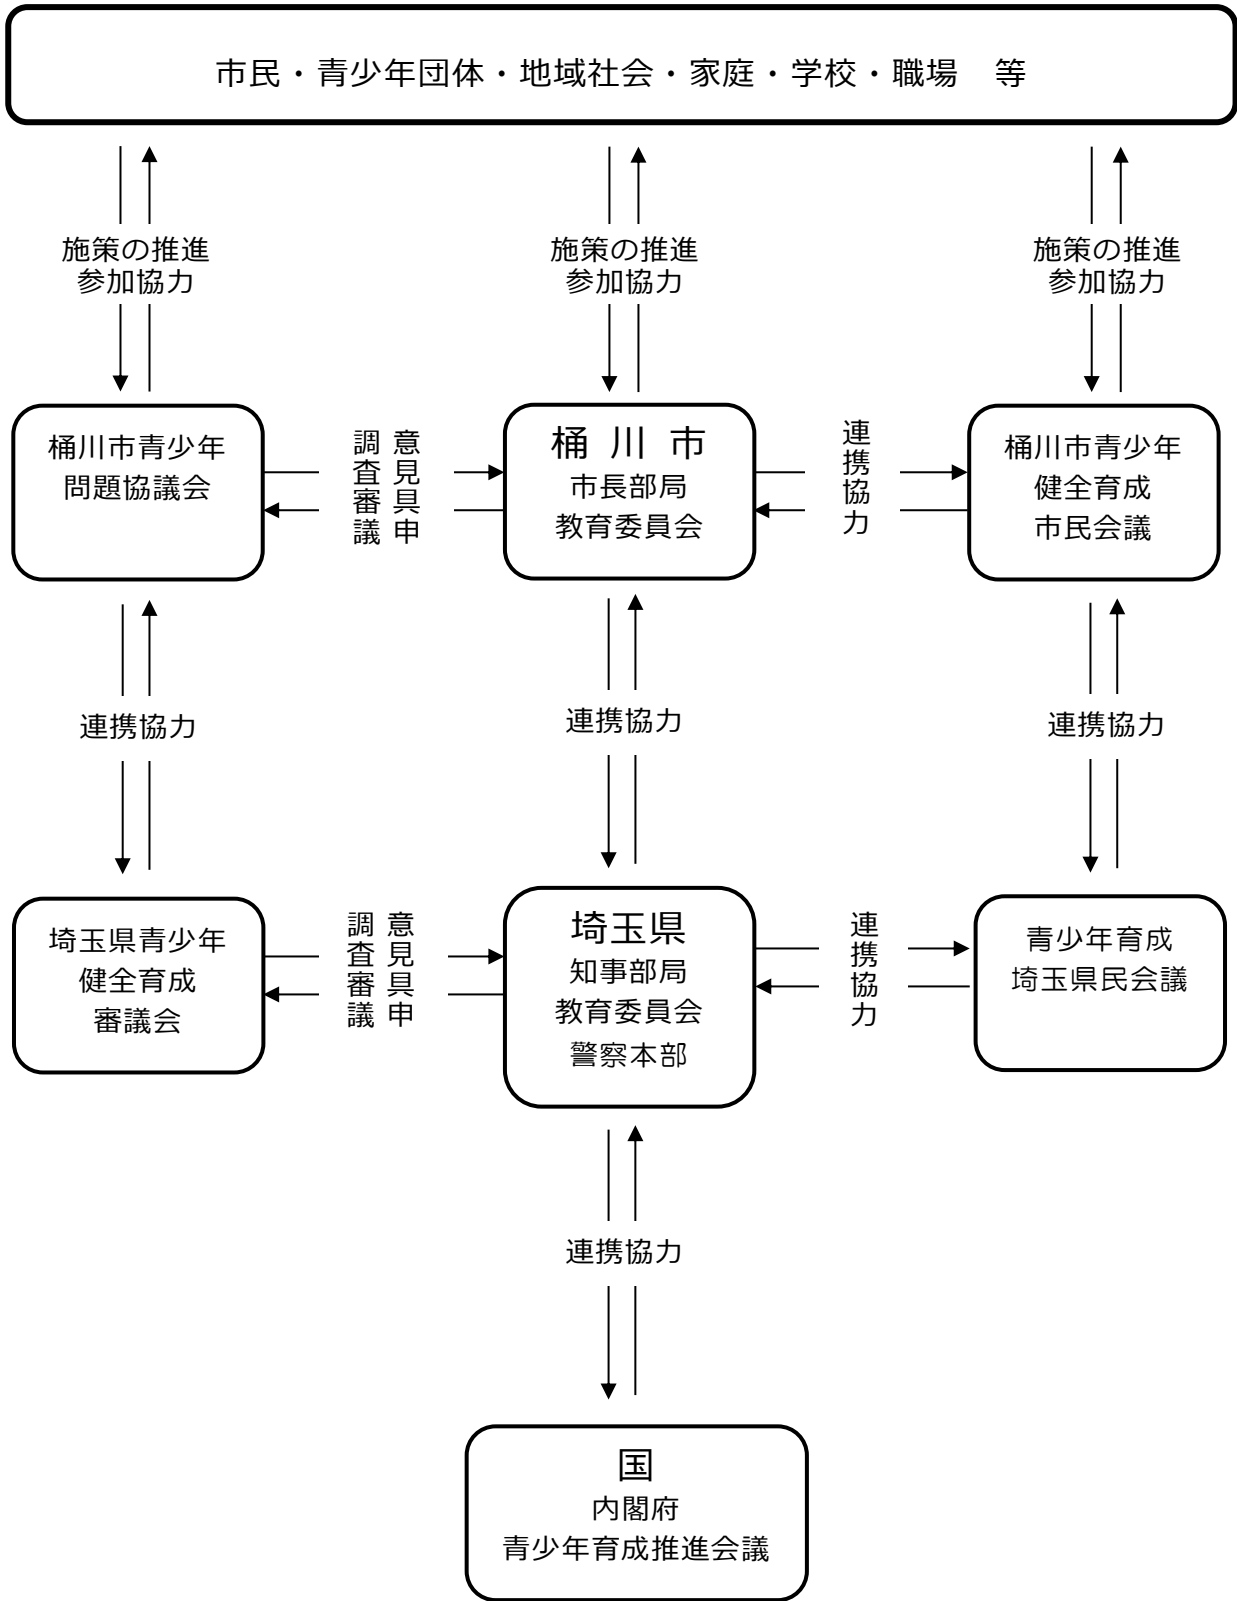 市民・青少年団体・地域社会・家庭・学校・職場　等
施策の推進
参加協力
施策の推進
参加協力
施策の推進
参加協力
桶川市青少年
問題協議会
意見具申
調査審議
桶 川 市
市長部局
教育委員会
連携協力
桶川市青少年
健全育成
市民会議
連携協力
連携協力
連携協力
埼玉県青少年
健全育成
審議会
意見具申
調査審議
埼玉県
知事部局
教育委員会
警察本部
連携協力
青少年育成
埼玉県民会議
連携協力
国
内閣府
青少年育成推進会議